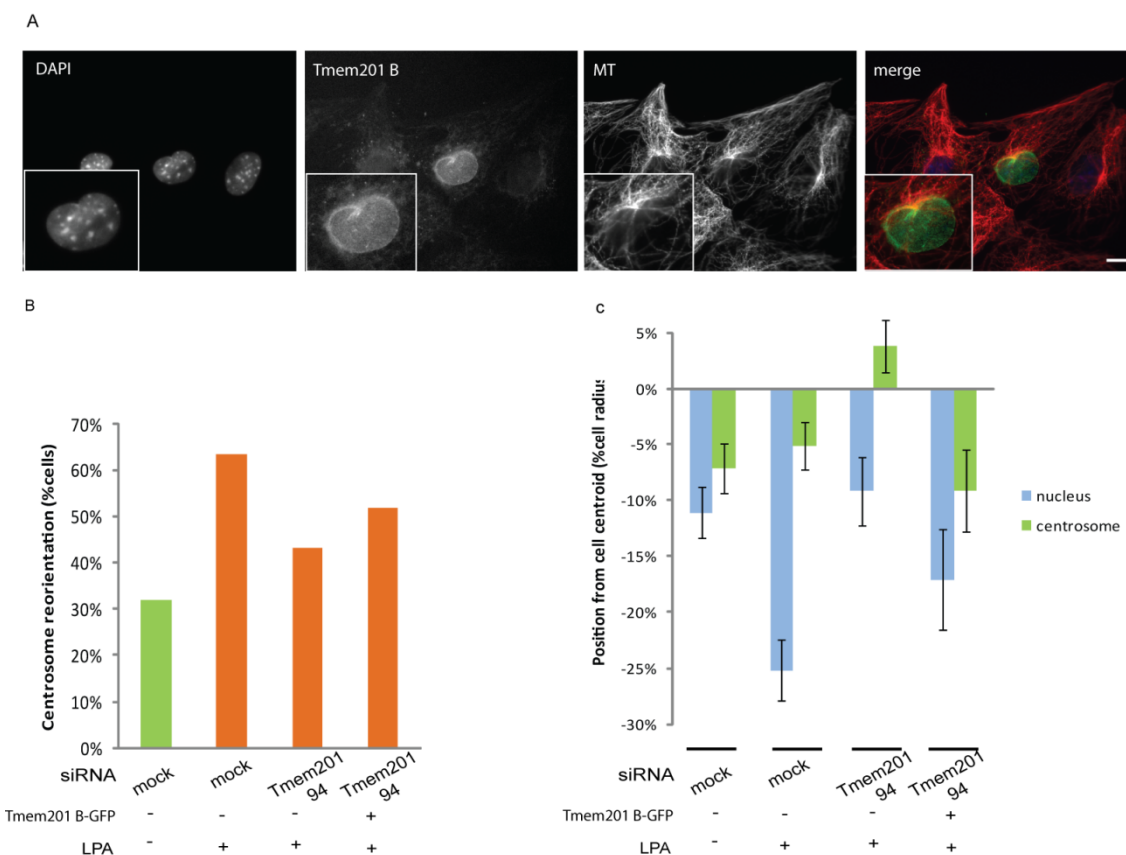 A
DAPI
Tmem201 B
MT
merge
B
Centrosome reorientation (%cells)
70%
60%
50%
40%
30%
20%
10%
0%
siRNA
mock
mock
Tmem201 94
Tmem201 94
Tmem201 B-GFP - - - +
LPA - + + +
c
Position from cell centroid (%cell radius
5%
0%
-5%
-10%
-15%
-20%
-25%
-30%
nucleus
centrosome
siRNA
mock
mock
Tmem201 94
Tmem201 94
Tmem201 B-GFP - - - +
LPA - + + +